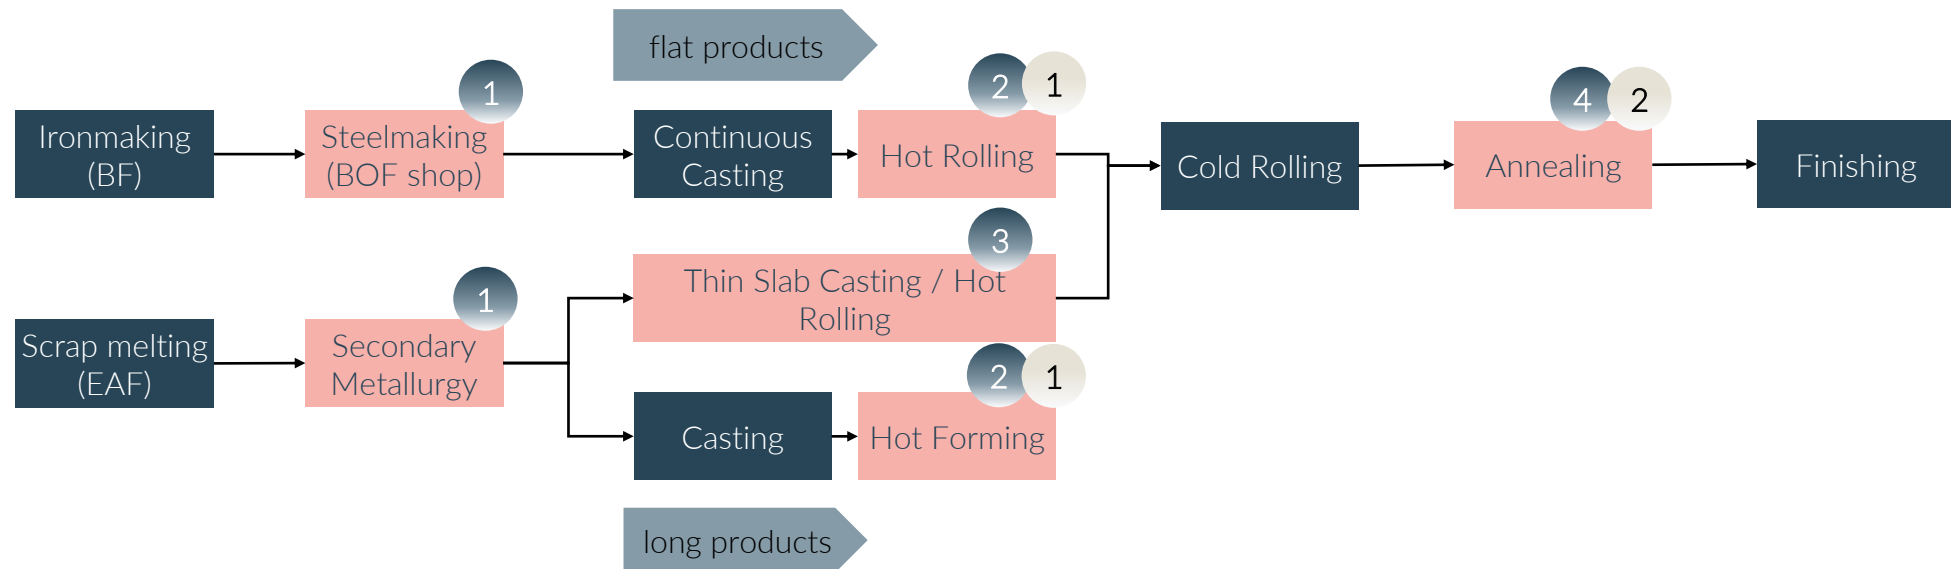 flat products
1
2
1
4
2
Ironmaking
(BF)
Steelmaking
(BOF shop)
Continuous
Casting
Hot Rolling
Cold Rolling
Annealing
Finishing
3
Thin Slab Casting / Hot
Rolling
1
Scrap melting
(EAF)
Secondary
Metallurgy
2
1
Casting
Hot Forming
long products